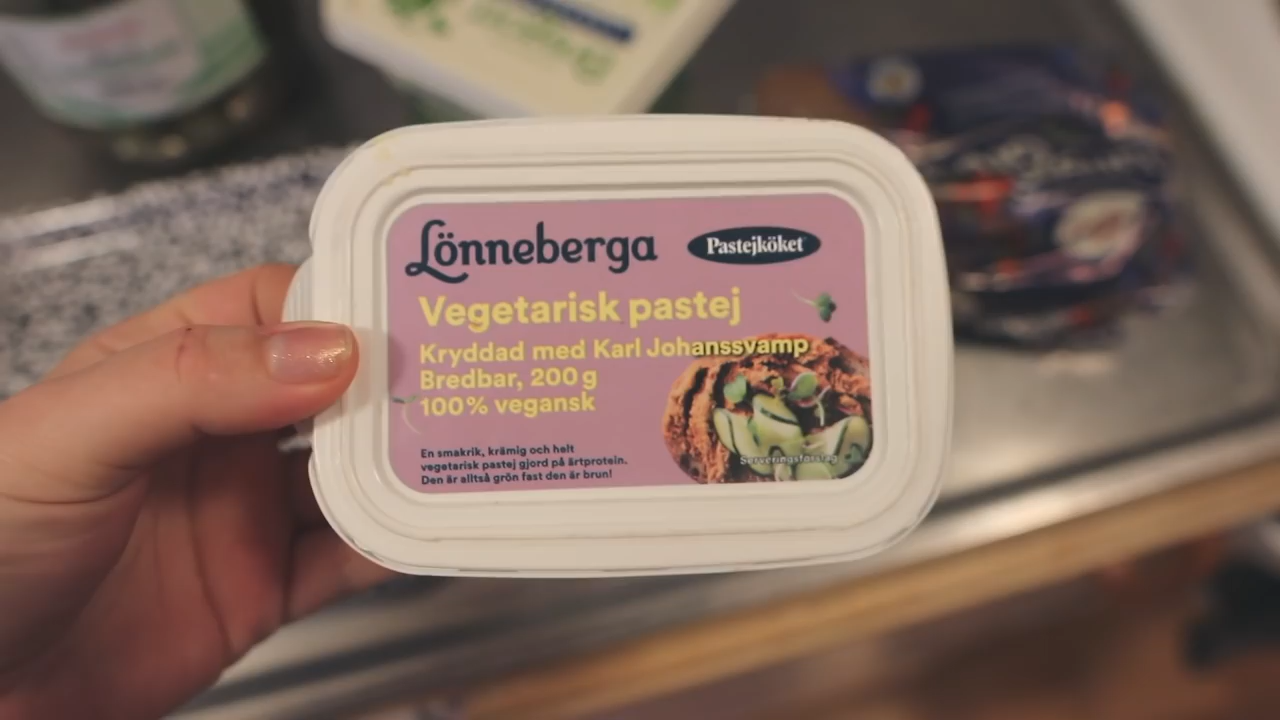 Lönneberga
Pastejköket
Vegetarisk pastej
Kryddad med Karl Johanssvamp
Bredbar, 200 g
100% vegansk
En smakrik, krämig och helt
vegetarisk pastej gjord på ärtprotein.
Den är alltså grön fast den är brun!
Serveringsförslag